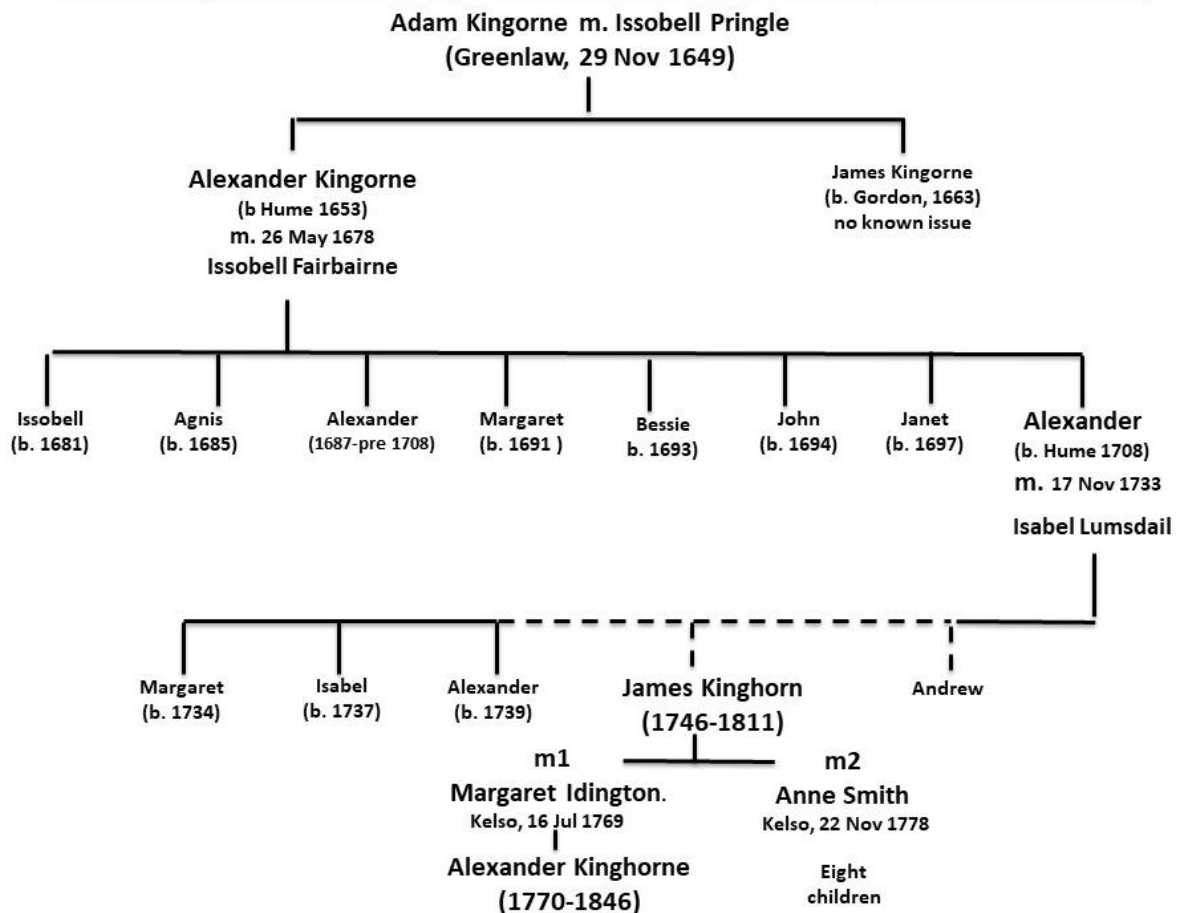 Adam Kingorne m. Issobell Pringle
(Greenlaw, 29 Nov 1649)
Alexander Kingorne
(b Hume 1653)
m. 26 May 1678
Issobell Fairbairne
James Kingorne
(b. Gordon, 1663)
no known issue
Issobell
(b. 1681)
Agnis
(b. 1685)
Alexander
(1687-pre 1708)
Margaret
(b. 1691 )
Bessie
b. 1693)
John
(b. 1694)
Janet
(b. 1697)
Alexander
(b. Hume 1708)
m. 17 Nov 1733
Isabel Lumsdail
Margaret
(b. 1734)
Isabel
(b. 1737)
Alexander
(b. 1739)
James Kinghorn
(1746-1811)
Andrew
m1
Margaret Idington.
Kelso, 16 Jul 1769
Alexander Kinghorne
(1770-1846)
m2
Anne Smith
Kelso, 22 Nov 1778
Eight
children